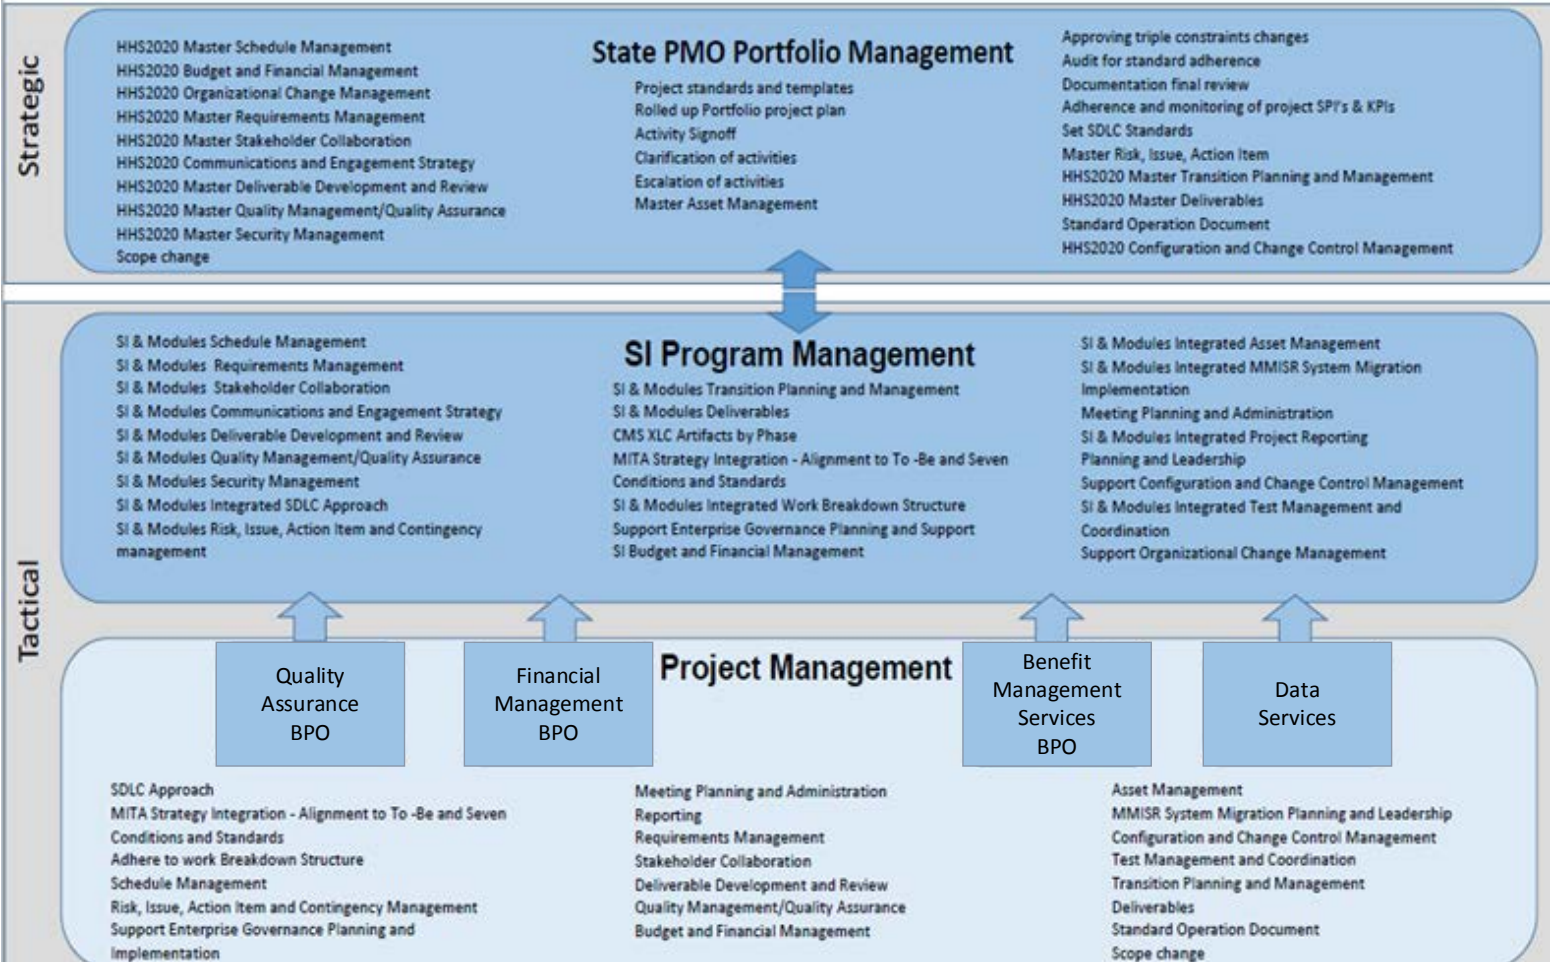 Strategic
HHS2020 Master Schedule Management
HHS2020 Budget and Financial Management
HHS2020 Organizational Change Management
HHS2020 Master Requirements Management
HHS2020 Master Stakeholder Collaboration
HHS2020 Communications and Engagement Strategy
HHS2020 Master Deliverable Development and Review
HHS2020 Master Quality Management/Quality Assurance
HHS2020 Master Security Management
Scope change
State PMO Portfolio Management
Project standards and templates
Rolled up Portfolio project plan
Activity Signoff
Clarification of activities
Escalation of activities
Master Asset Management
Approving triple constraints changes
Audit for standard adherence
Documentation final review
Adherence and monitoring of project SPI's & KPIs
Set SDLC Standards
Master Risk, Issue, Action Item
HHS2020 Master Transition Planning and Management
HHS2020 Master Deliverables
Standard Operation Document
HHS2020 Configuration and Change Control Management
Tactical
SI & Modules Schedule Management
SI & Modules Requirements Management
SI & Modules Stakeholder Collaboration
SI & Modules Communications and Engagement Strategy
SI & Modules Deliverable Development and Review
SI & Modules Quality Management/Quality Assurance
SI & Modules Security Management
SI & Modules Integrated SDLC Approach
SI & Modules Risk, Issue, Action Item and Contingency
management
SI Program Management
SI & Modules Transition Planning and Management
SI & Modules Deliverables
CMS XLC Artifacts by Phase
MITA Strategy Integration - Alignment to To -Be and Seven
Conditions and Standards
SI & Modules Integrated Work Breakdown Structure
Support Enterprise Governance Planning and Support
SI Budget and Financial Management
SI & Modules Integrated Asset Management
SI & Modules Integrated MMISR System Migration
Implementation
Meeting Planning and Administration
SI & Modules Integrated Project Reporting
Planning and Leadership
Support Configuration and Change Control Management
SI & Modules Integrated Test Management and
Coordination
Support Organizational Change Management
Project Management
Quality
Assurance
BPO
Financial
Management
BPO
Benefit
Management
Services
BPO
Data
Services
SDLC Approach
MITA Strategy Integration - Alignment to To -Be and Seven
Conditions and Standards
Adhere to work Breakdown Structure
Schedule Management
Risk, Issue, Action Item and Contingency Management
Support Enterprise Governance Planning and
Implementation
Meeting Planning and Administration
Reporting
Requirements Management
Stakeholder Collaboration
Deliverable Development and Review
Quality Management/Quality Assurance
Budget and Financial Management
Asset Management
MMISR System Migration Planning and Leadership
Configuration and Change Control Management
Test Management and Coordination
Transition Planning and Management
Deliverables
Standard Operation Document
Scope change